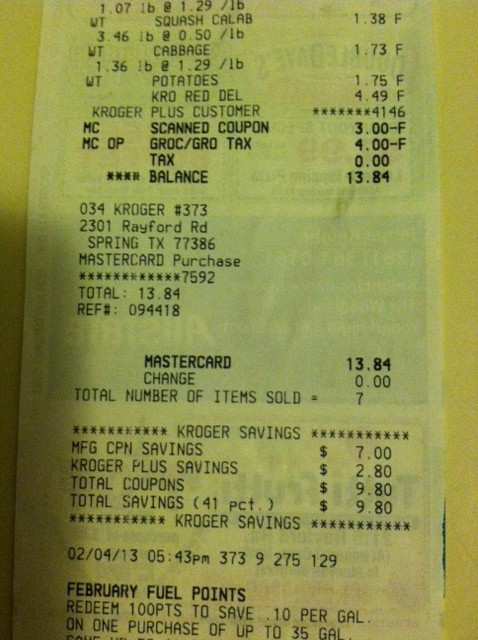 1.07 lb @ 1.29 /lb
WT SQUASH CALAB 1.38 F
3.46 lb @ 0.50 /lb
WT CABBAGE 1.73 F
1.36 lb @ 1.29 /lb
WT POTATOES 1.75 F
KRO RED DEL 4.49 F
KROGER PLUS CUSTOMER *******4146
MC SCANNED COUPON 3.00-F
MC OP GROC/GRO TAX 4.00-F
TAX 0.00
**** BALANCE 13.84
034 KROGER #373
2301 Rayford Rd
SPRING TX 77386
MASTERCARD Purchase
************7592
TOTAL: 13.84
REF#: 094418
MASTERCARD 13.84
CHANGE 0.00
TOTAL NUMBER OF ITEMS SOLD = 7
*********** KROGER SAVINGS ***********
MFG CPN SAVINGS $ 7.00
KROGER PLUS SAVINGS $ 2.80
TOTAL COUPONS $ 9.80
TOTAL SAVINGS (41 pct.) $ 9.80
*********** KROGER SAVINGS ***********
02/04/13 05:43pm 373 9 275 129
FEBRUARY FUEL POINTS
REDEEM 100PTS TO SAVE .10 PER GAL.
ON ONE PURCHASE OF UP TO 35 GAL.